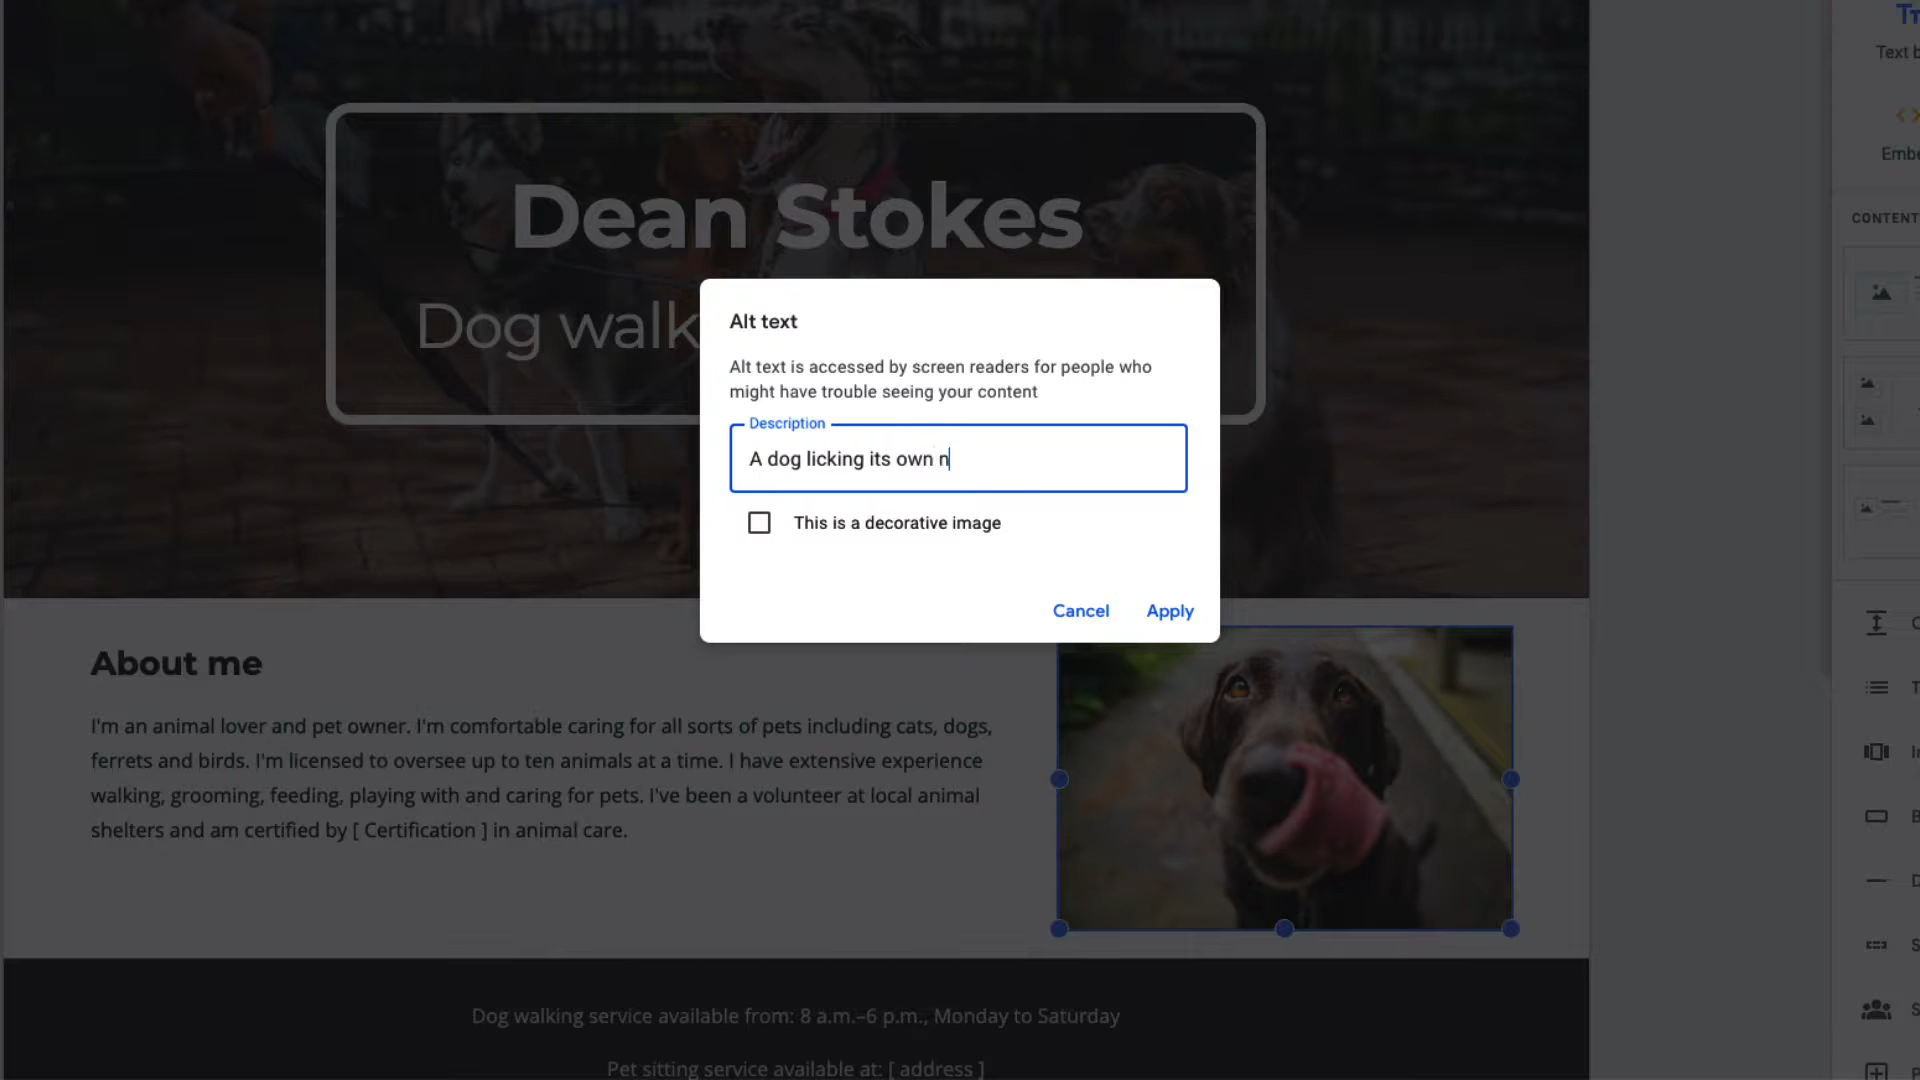 Dean Stokes
Dog walk
Alt text
Alt text is accessed by screen readers for people who
might have trouble seeing your content
Description
A dog licking its own n
This is a decorative image
Cancel
Apply
About me
I'm an animal lover and pet owner. I'm comfortable caring for all sorts of pets including cats, dogs,
ferrets and birds. I'm licensed to oversee up to ten animals at a time. I have extensive experience
walking, grooming, feeding, playing with and caring for pets. I've been a volunteer at local animal
shelters and am certified by [ Certification ] in animal care.
Dog walking service available from: 8 a.m.–6 p.m., Monday to Saturday
Pet sitting service available at: [ address ]
Text b
Embe
CONTENT